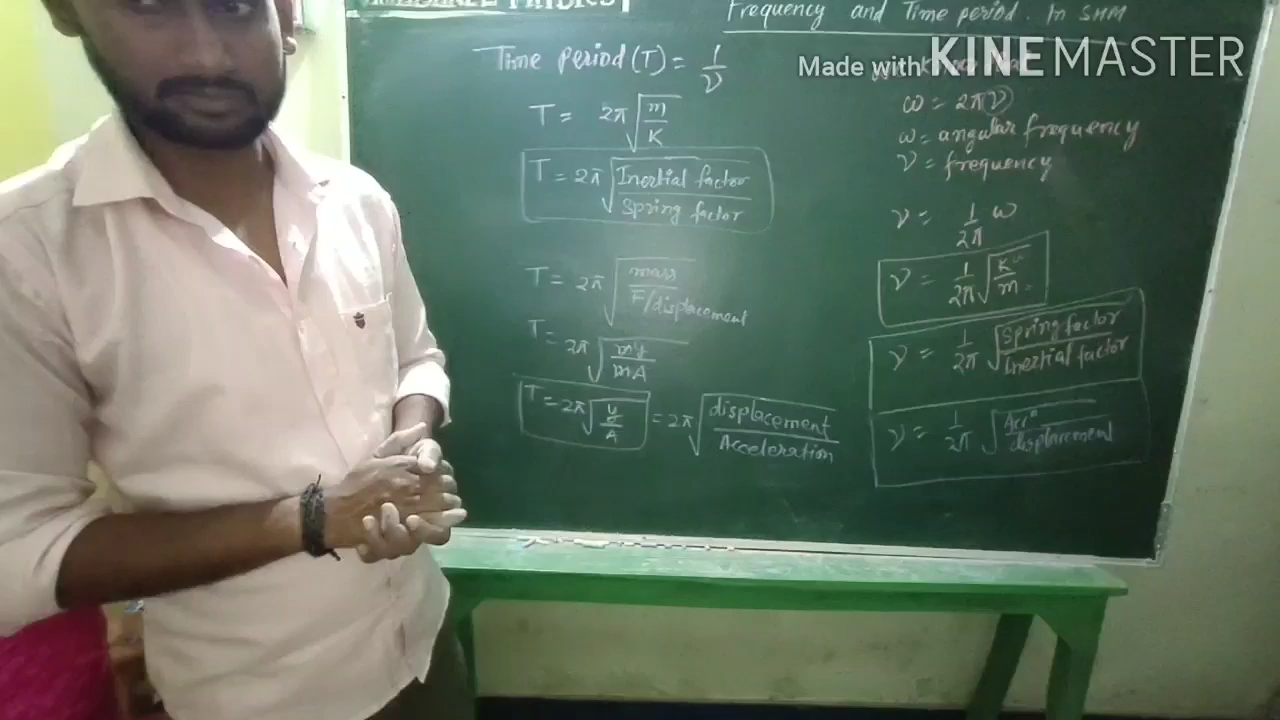 PHYSICS
Frequency and Time period. In SHM
Made with KINEMASTER
Time period (T) = 1/ν
T = 2π√(m/K)
T = 2π√(Inertial factor/Spring factor)
T = 2π√(mass/F/displacement)
T = 2π√(my/mA)
T = 2π√(y/A) = 2π√(displacement/Acceleration)
ω = 2πν
ω = angular frequency
ν = frequency
ν = 1/2π ω
ν = 1/2π √(K/m)
ν = 1/2π √(Spring factor/Inertial factor)
ν = 1/2π √(Accⁿ/displacement)